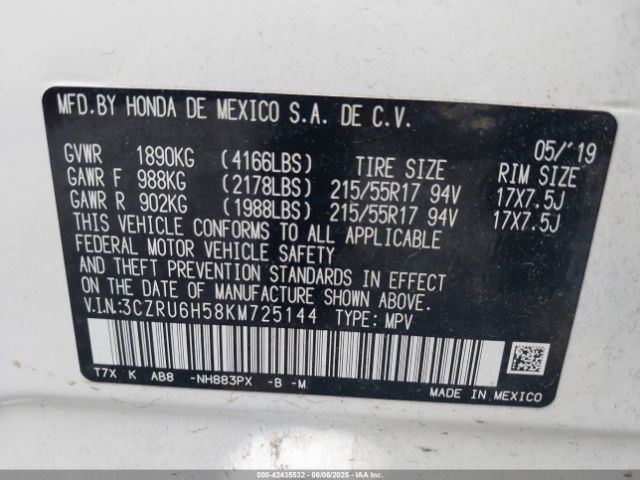 MFD.BY HONDA DE MEXICO S.A. DE C.V.
05/'19
GVWR 1890KG (4166LBS) TIRE SIZE RIM SIZE
GAWR F 988KG (2178LBS) 215/55R17 94V 17X7.5J
GAWR R 902KG (1988LBS) 215/55R17 94V 17X7.5J
THIS VEHICLE CONFORMS TO ALL APPLICABLE
FEDERAL MOTOR VEHICLE SAFETY
AND THEFT PREVENTION STANDARDS IN EFFECT
ON THE DATE OF MANUFACTURE SHOWN ABOVE.
V.I.N:3CZRU6H58KM725144 TYPE: MPV
T7X K AB8 -NH883PX -B -M
MADE IN MEXICO
000-42435532 - 06/06/2025 - IAAI.COM